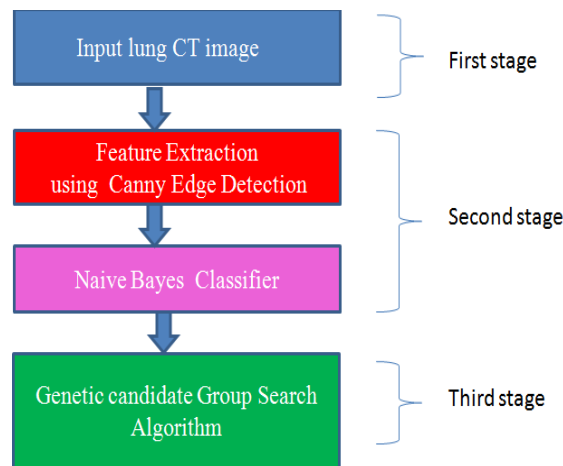 Input lung CT image
First stage
Feature Extraction
using Canny Edge Detection
Second stage
Naive Bayes Classifier
Genetic candidate Group Search
Algorithm
Third stage